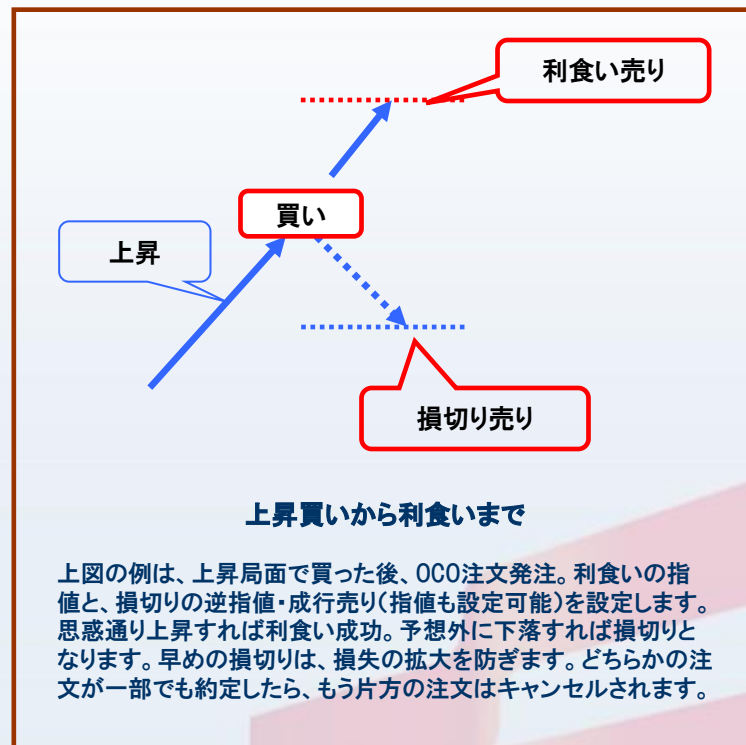 利食い売り
買い
上昇
損切り売り
上昇買いから利食いまで
上図の例は、上昇局面で買った後、OCO注文発注。利食いの指
値と、損切りの逆指値・成行売り(指値も設定可能)を設定します。
思惑通り上昇すれば利食い成功。予想外に下落すれば損切りと
なります。早めの損切りは、損失の拡大を防ぎます。どちらかの注
文が一部でも約定したら、もう片方の注文はキャンセルされます。